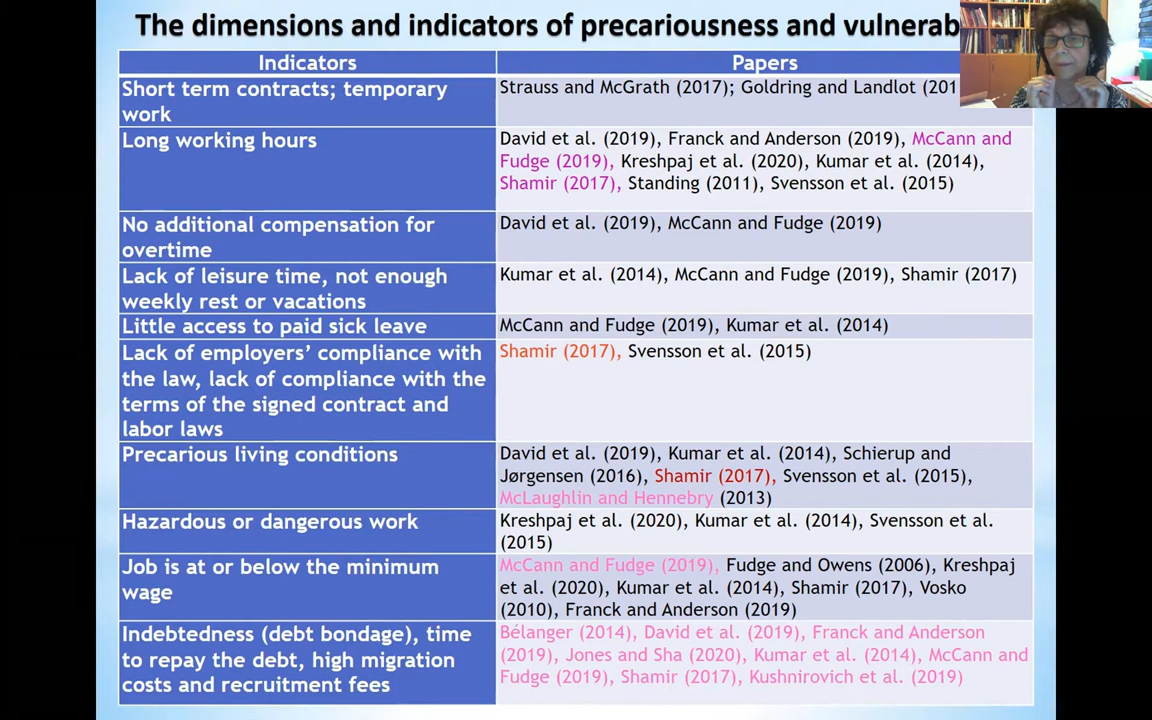 The dimensions and indicators of precariousness and
Indicators
Papers
Short term contracts; temporary
work
Strauss and McGrath (2017); Goldring and Landlot
Long working hours
David et al. (2019), Franck and Anderson (2019), McCann and
Fudge (2019), Kreshpaj et al. (2020), Kumar et al. (2014),
Shamir (2017), Standing (2011), Svensson et al. (2015)
No additional compensation for
overtime
David et al. (2019), McCann and Fudge (2019)
Lack of leisure time, not enough
weekly rest or vacations
Kumar et al. (2014), McCann and Fudge (2019), Shamir (2017)
Little access to paid sick leave
McCann and Fudge (2019), Kumar et al. (2014)
Lack of employers’ compliance with
the law, lack of compliance with the
terms of the signed contract and
labor laws
Shamir (2017), Svensson et al. (2015)
Precarious living conditions
David et al. (2019), Kumar et al. (2014), Schierup and
Jørgensen (2016), Shamir (2017), Svensson et al. (2015),
McLaughlin and Hennebry (2013)
Hazardous or dangerous work
Kreshpaj et al. (2020), Kumar et al. (2014), Svensson et al.
(2015)
Job is at or below the minimum
wage
McCann and Fudge (2019), Fudge and Owens (2006), Kreshpaj
et al. (2020), Kumar et al. (2014), Shamir (2017), Vosko
(2010), Franck and Anderson (2019)
Indebtedness (debt bondage), time
to repay the debt, high migration
costs and recruitment fees
Bélanger (2014), David et al. (2019), Franck and Anderson
(2019), Jones and Sha (2020), Kumar et al. (2014), McCann and
Fudge (2019), Shamir (2017), Kushnirovich et al. (2019)